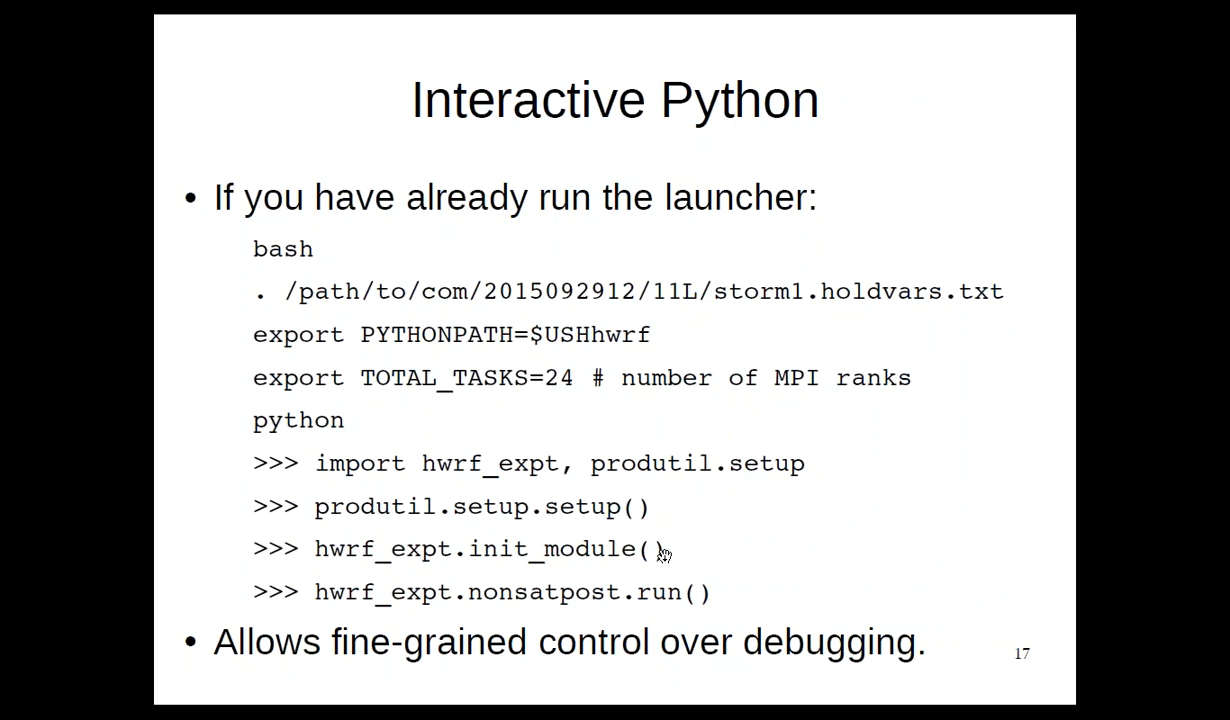 Interactive Python
• If you have already run the launcher:
bash
. /path/to/com/2015092912/11L/storm1.holdvars.txt
export PYTHONPATH=$USHhwrf
export TOTAL_TASKS=24 # number of MPI ranks
python
>>> import hwrf_expt, produtil.setup
>>> produtil.setup.setup()
>>> hwrf_expt.init_module()
>>> hwrf_expt.nonsatpost.run()
• Allows fine-grained control over debugging.
17